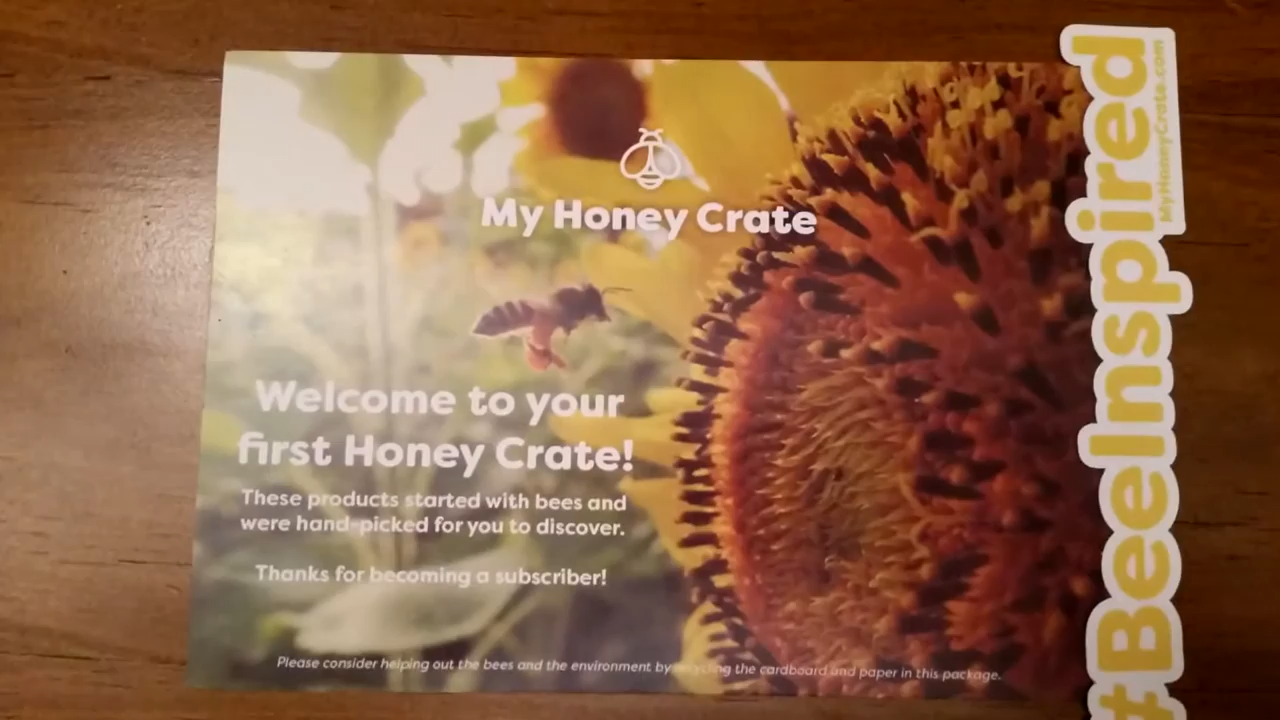 My Honey Crate
Welcome to your
first Honey Crate!
These products started with bees and
were hand-picked for you to discover.
Thanks for becoming a subscriber!
Please consider helping out the bees and the environment by recycling the cardboard and paper in this package.
#BeeInspired
MyHoneyCrate.com